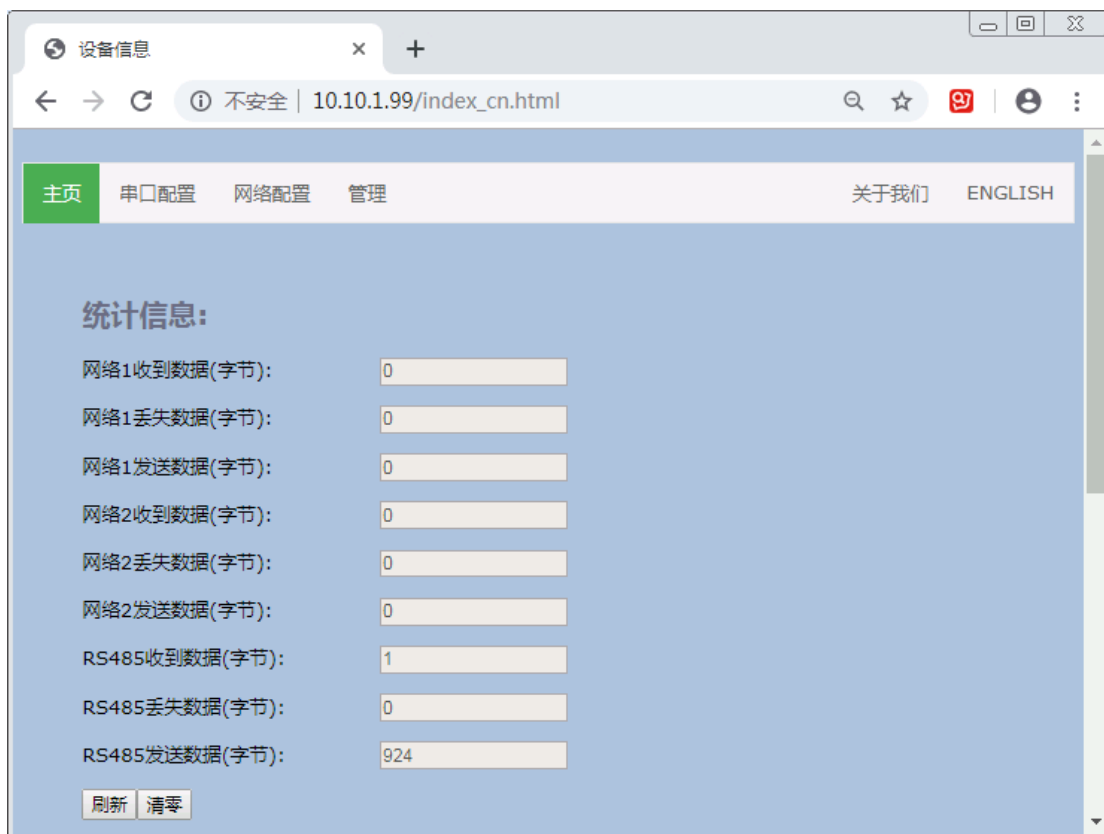 设备信息
不安全 10.10.1.99/index_cn.html
主页 串口配置 网络配置 管理 关于我们 ENGLISH
统计信息:
网络1收到数据(字节): 0
网络1丢失数据(字节): 0
网络1发送数据(字节): 0
网络2收到数据(字节): 0
网络2丢失数据(字节): 0
网络2发送数据(字节): 0
RS485收到数据(字节): 1
RS485丢失数据(字节): 0
RS485发送数据(字节): 924
刷新 清零